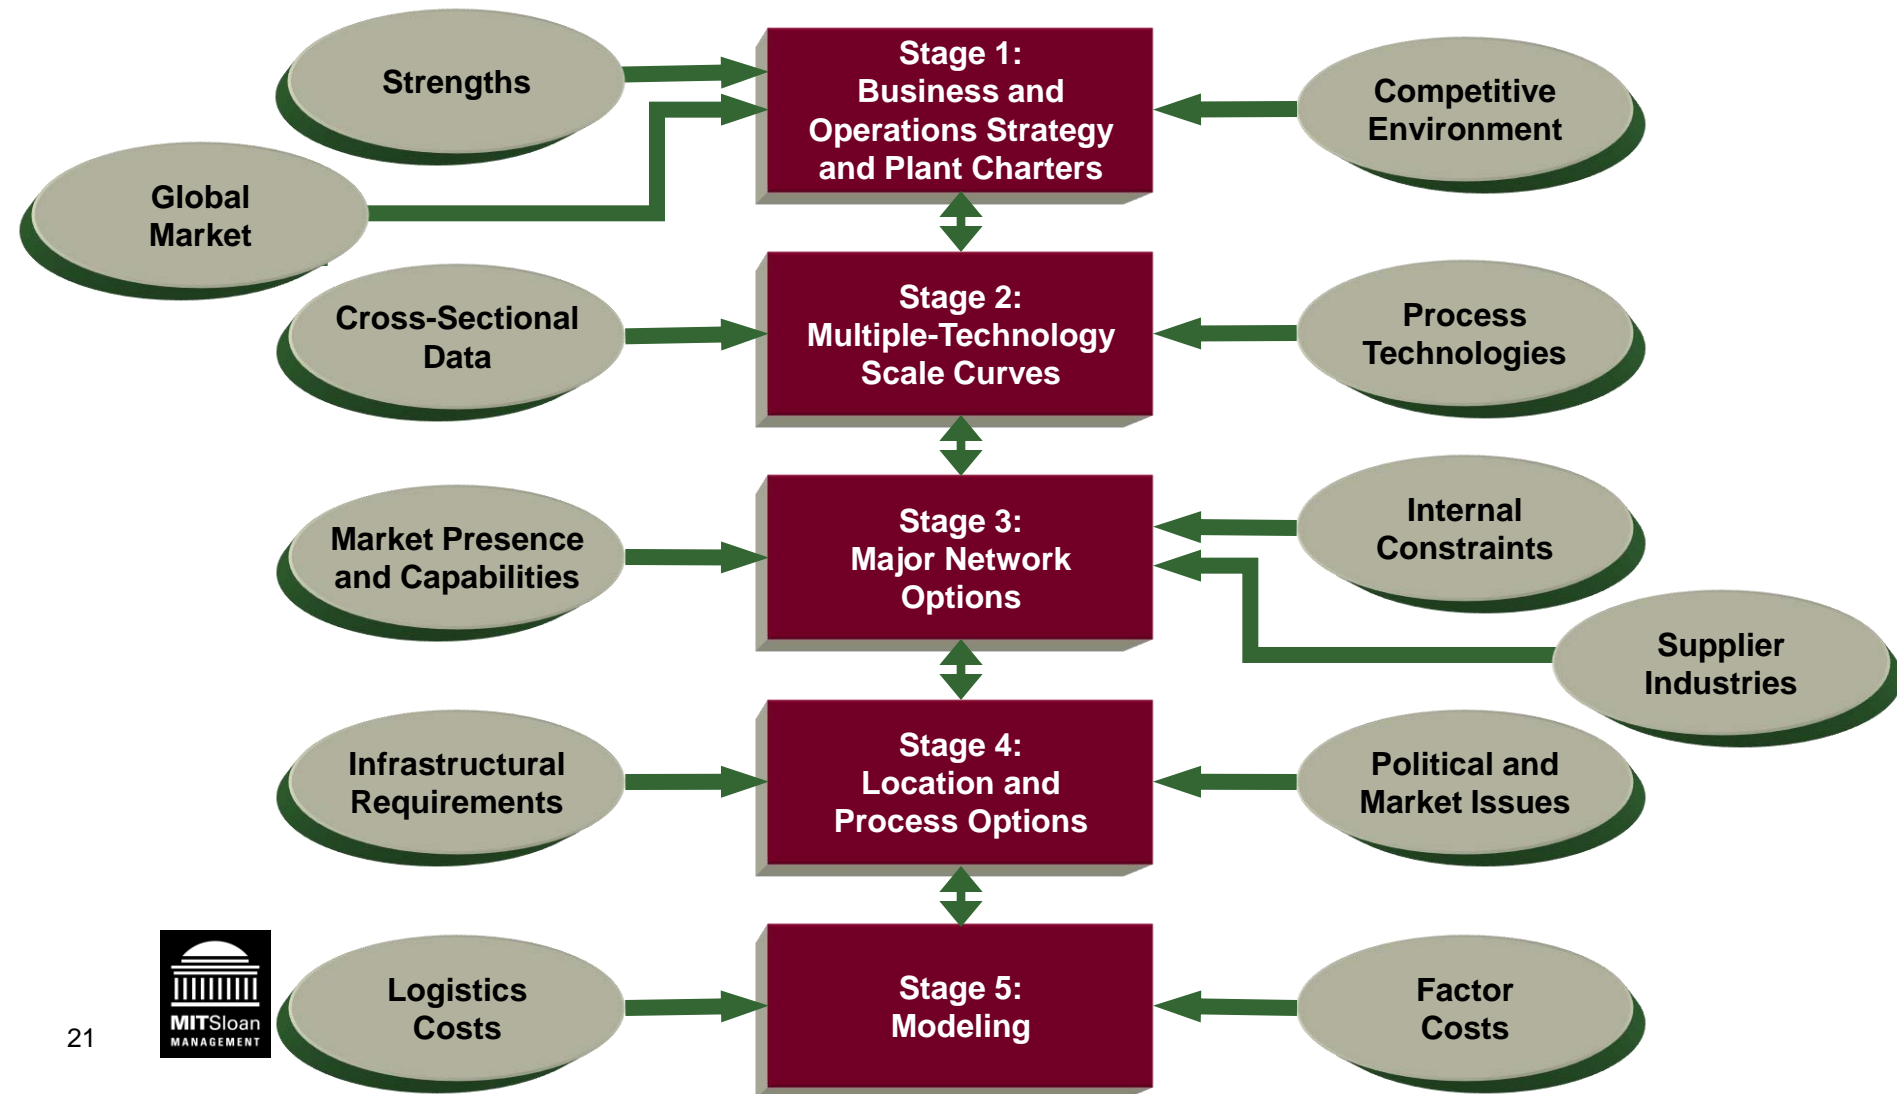 Strengths
Stage 1:
Business and
Operations Strategy
and Plant Charters
Competitive
Environment
Global
Market
Cross-Sectional
Data
Stage 2:
Multiple-Technology
Scale Curves
Process
Technologies
Market Presence
and Capabilities
Stage 3:
Major Network
Options
Internal
Constraints
Supplier
Industries
Infrastructural
Requirements
Stage 4:
Location and
Process Options
Political and
Market Issues
Logistics
Costs
Stage 5:
Modeling
Factor
Costs
21
MITSloan
MANAGEMENT